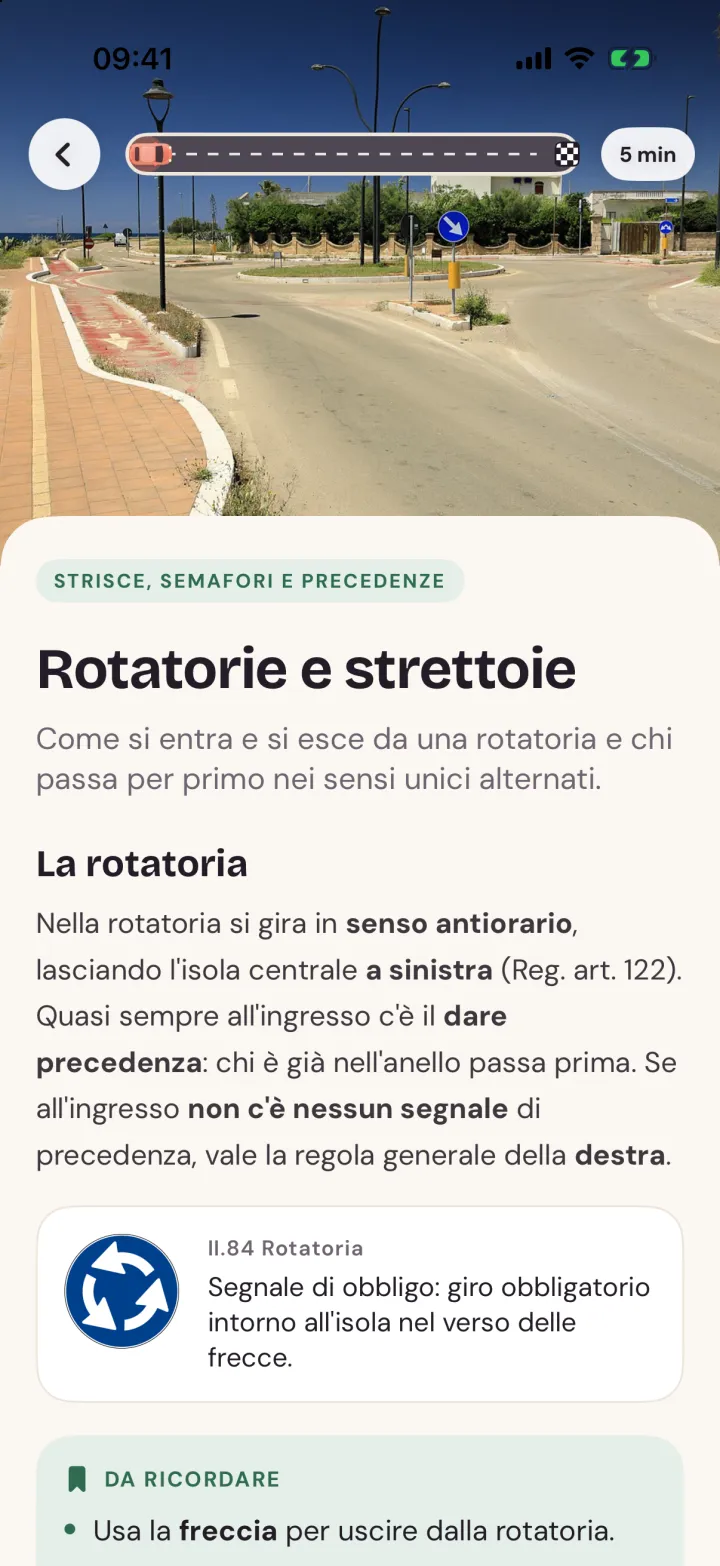 09:41
5 min
STRISCE, SEMAFORI E PRECEDENZE
Rotatorie e strettoie
Come si entra e si esce da una rotatoria e chi
passa per primo nei sensi unici alternati.
La rotatoria
Nella rotatoria si gira in senso antiorario,
lasciando l'isola centrale a sinistra (Reg. art. 122).
Quasi sempre all'ingresso c'è il dare
precedenza: chi è già nell'anello passa prima. Se
all'ingresso non c'è nessun segnale di
precedenza, vale la regola generale della destra.
II.84 Rotatoria
Segnale di obbligo: giro obbligatorio
intorno all'isola nel verso delle
frecce.
DA RICORDARE
• Usa la freccia per uscire dalla rotatoria.